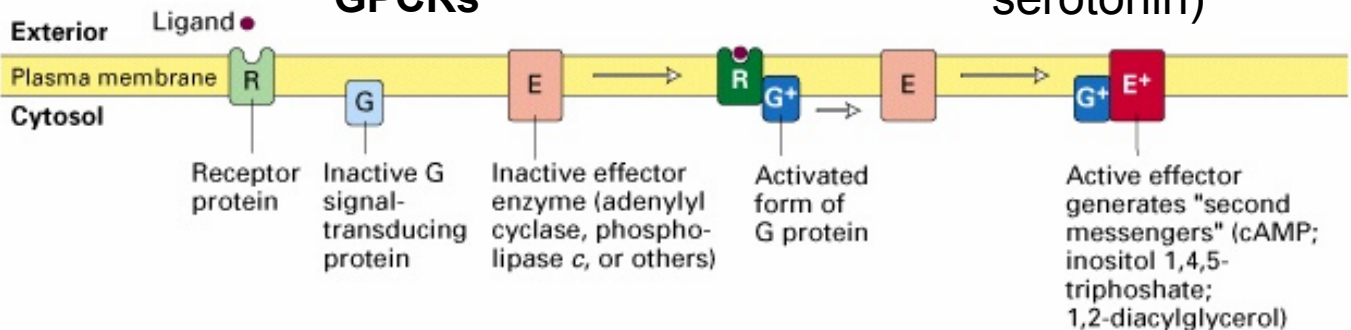 GPCRs
serotonin)
Ligand
Exterior
Plasma membrane
Cytosol
R
G
E
R
G+
E
G+
E+
Receptor
protein
Inactive G
signal-
transducing
protein
Inactive effector
enzyme (adenylyl
cyclase, phospho-
lipase c, or others)
Activated
form of
G protein
Active effector
generates "second
messengers" (cAMP;
inositol 1,4,5-
triphoshate;
1,2-diacylglycerol)